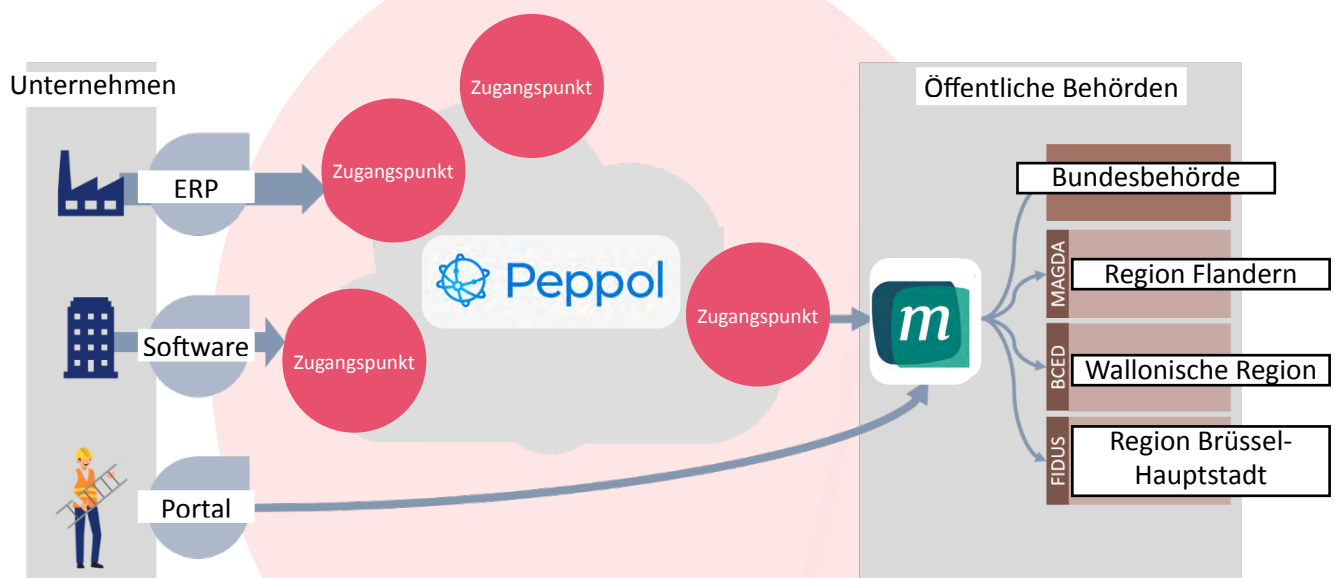 Unternehmen
Öffentliche Behörden
Zugangspunkt
Zugangspunkt
ERP
Bundesbehörde
Peppol
MAGDA
Region Flandern
Zugangspunkt
m
Software
Zugangspunkt
BCED
Wallonische Region
FIDUS
Region Brüssel-
Hauptstadt
Portal